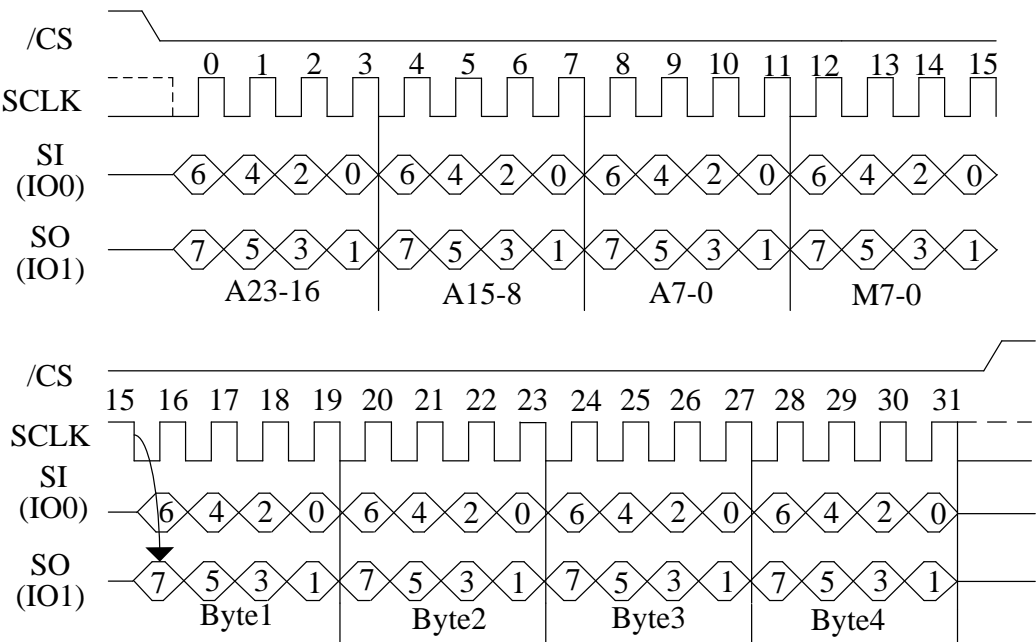 /CS
0 1 2 3 4 5 6 7 8 9 10 11 12 13 14 15
SCLK
SI
(IO0)
6 4 2 0 6 4 2 0 6 4 2 0 6 4 2 0
SO
(IO1)
7 5 3 1 7 5 3 1 7 5 3 1 7 5 3 1
A23-16 A15-8 A7-0 M7-0
/CS
15 16 17 18 19 20 21 22 23 24 25 26 27 28 29 30 31
SCLK
SI
(IO0)
6 4 2 0 6 4 2 0 6 4 2 0 6 4 2 0
SO
(IO1)
7 5 3 1 7 5 3 1 7 5 3 1 7 5 3 1
Byte1 Byte2 Byte3 Byte4